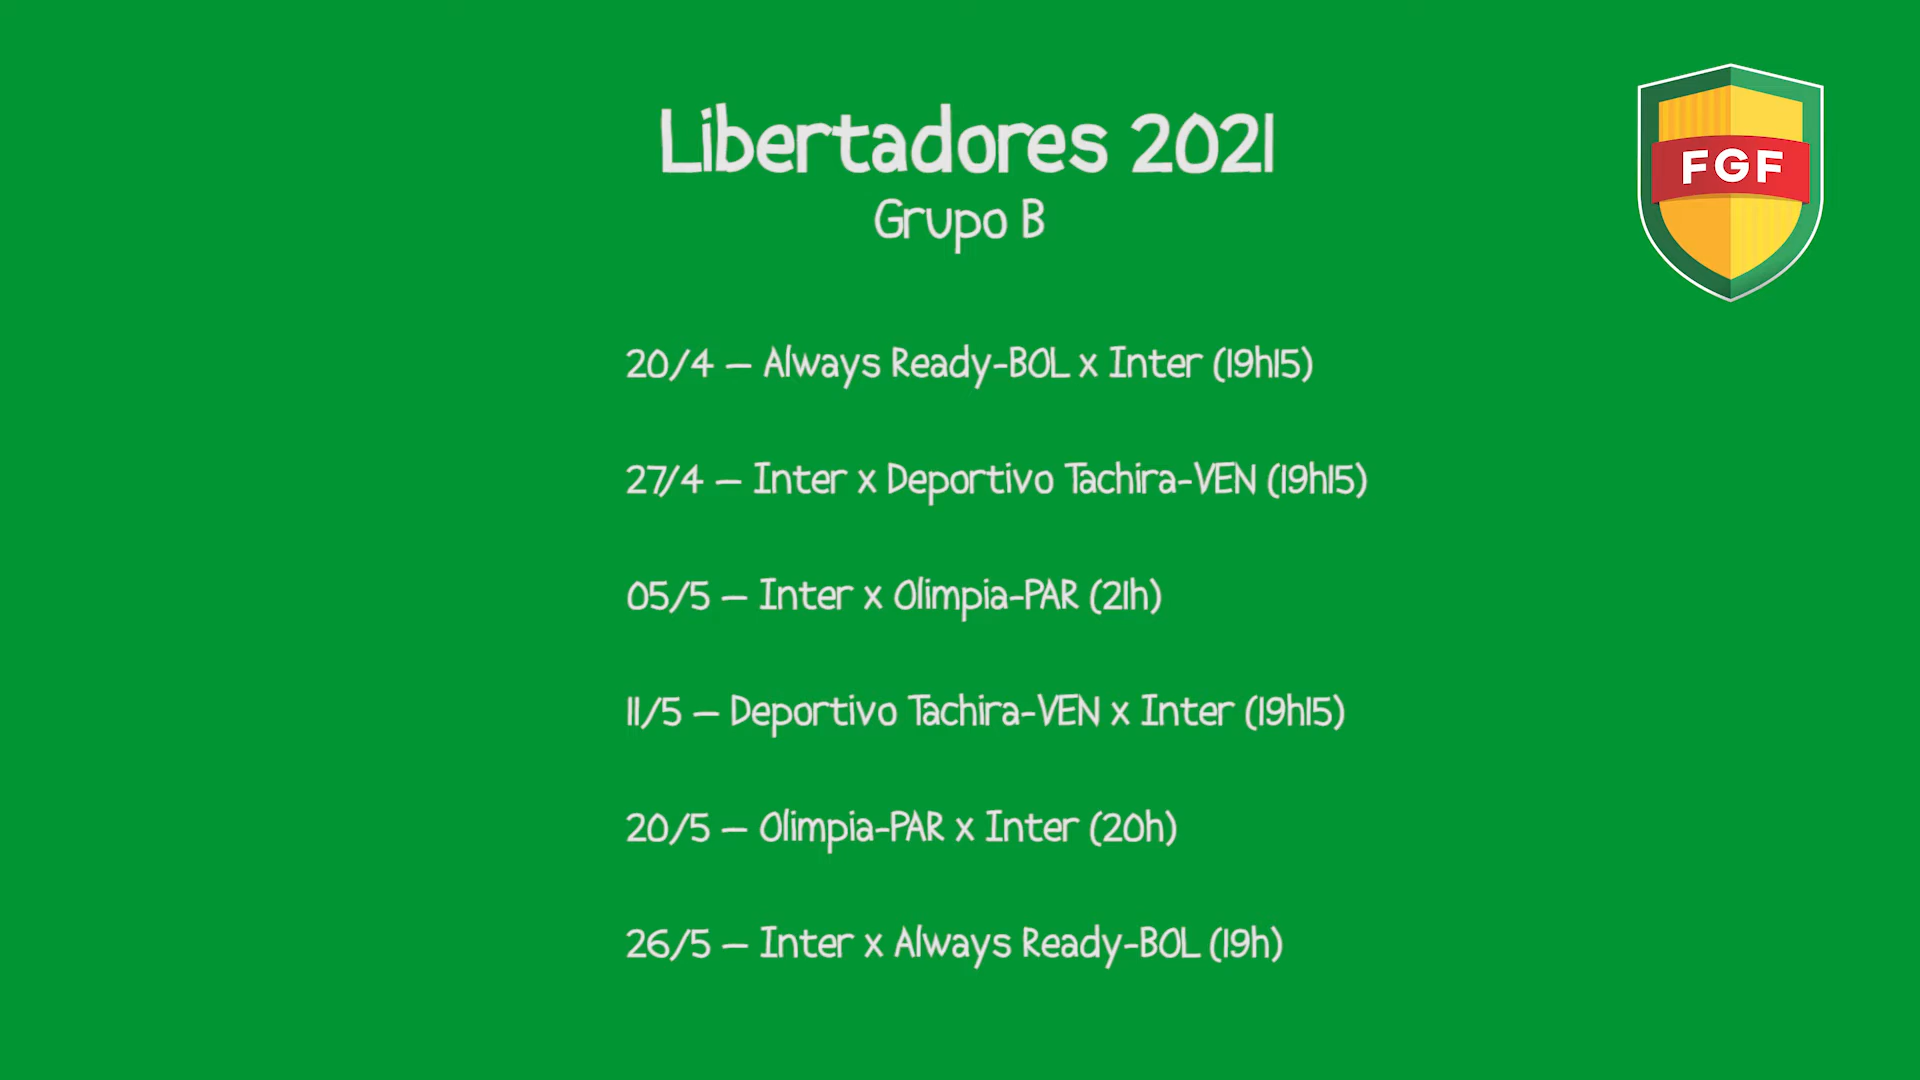 Libertadores 2021
Grupo B
FGF
20/4 – Always Ready-BOL x Inter (19h15)
27/4 – Inter x Deportivo Tachira-VEN (19h15)
05/5 – Inter x Olimpia-PAR (21h)
11/5 – Deportivo Tachira-VEN x Inter (19h15)
20/5 – Olimpia-PAR x Inter (20h)
26/5 – Inter x Always Ready-BOL (19h)